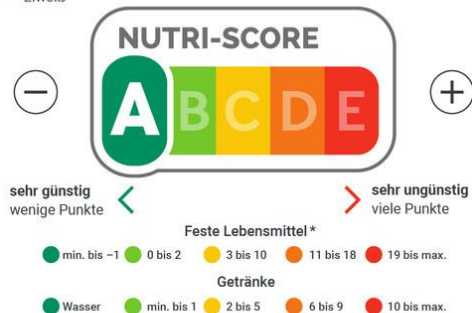 NUTRI-SCORE
− A B C D E +
sehr günstig
wenige Punkte
sehr ungünstig
viele Punkte
Feste Lebensmittel *
min. bis −1 0 bis 2 3 bis 10 11 bis 18 19 bis max.
Getränke
Wasser min. bis 1 2 bis 5 6 bis 9 10 bis max.